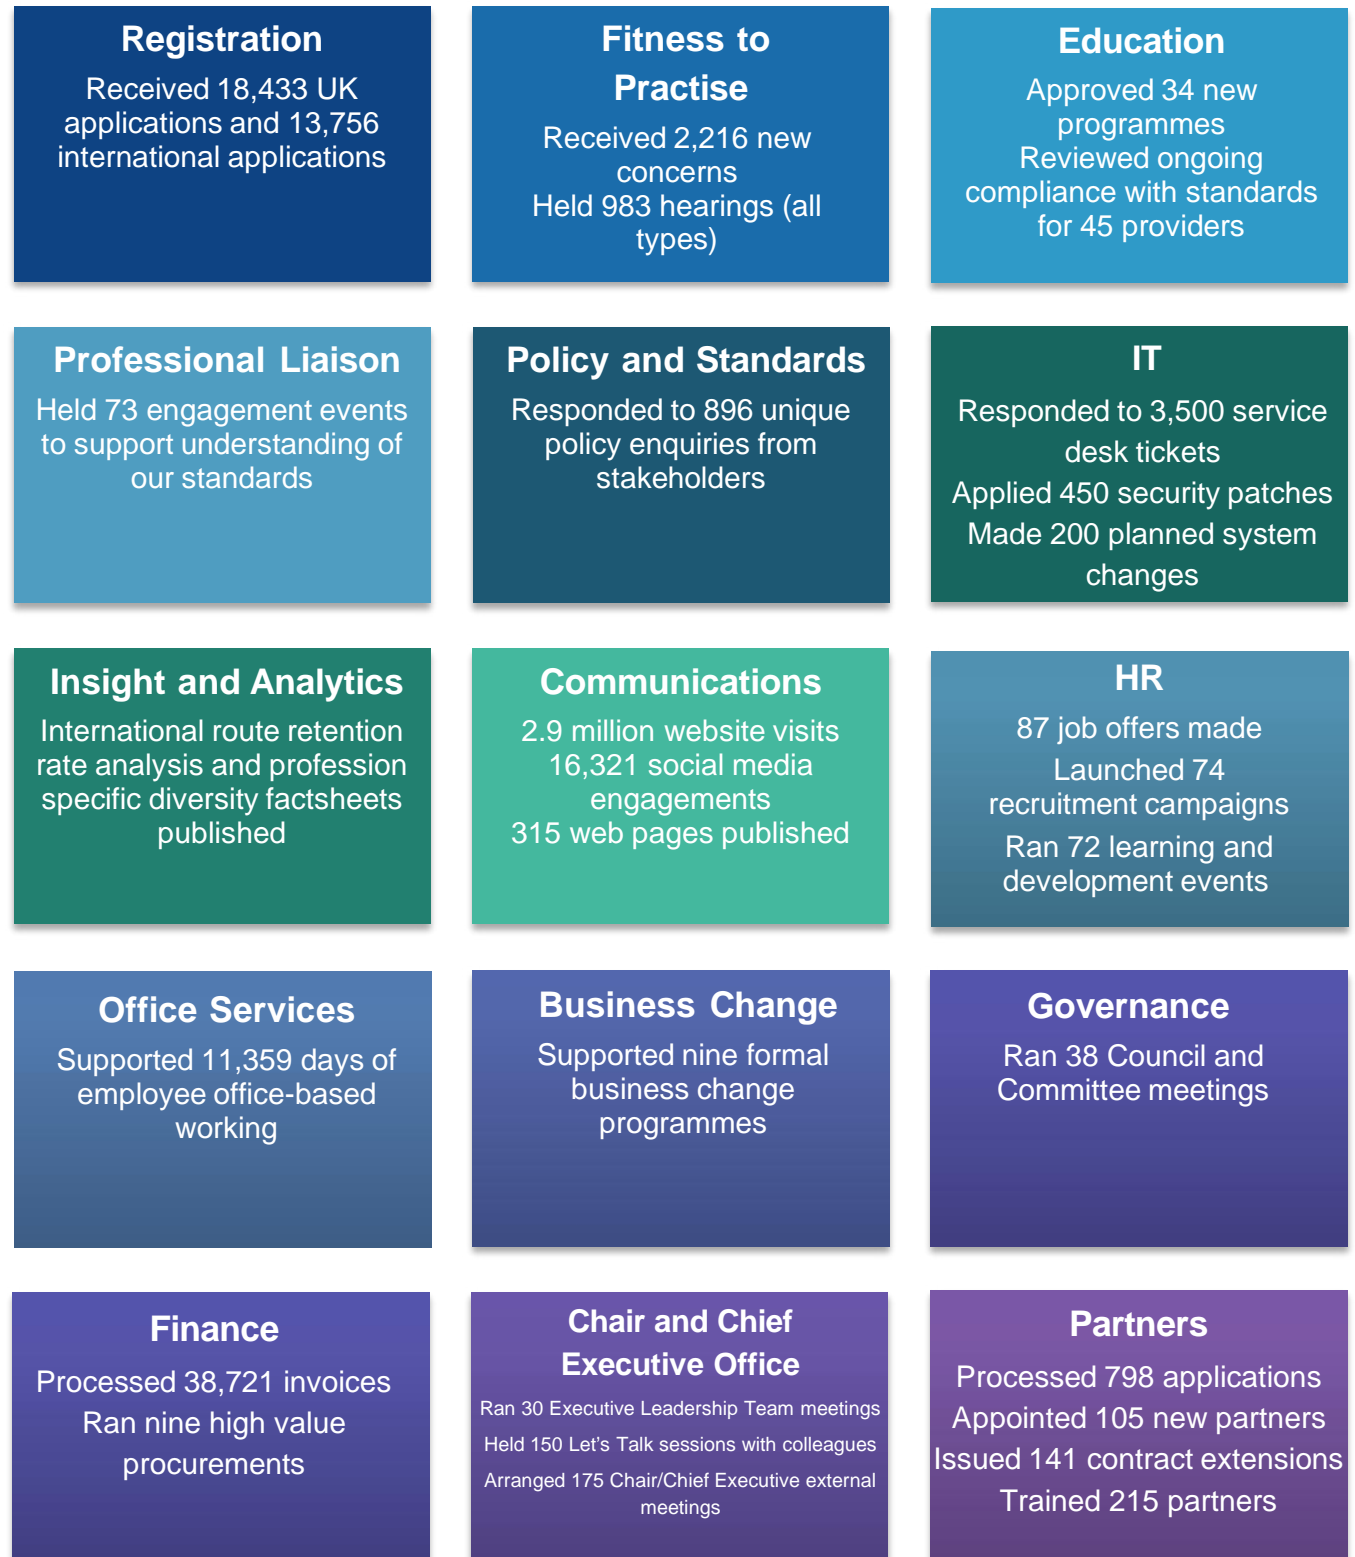 Registration
Received 18,433 UK
applications and 13,756
international applications
Fitness to
Practise
Received 2,216 new
concerns
Held 983 hearings (all
types)
Education
Approved 34 new
programmes
Reviewed ongoing
compliance with standards
for 45 providers
Professional Liaison
Held 73 engagement events
to support understanding of
our standards
Policy and Standards
Responded to 896 unique
policy enquiries from
stakeholders
IT
Responded to 3,500 service
desk tickets
Applied 450 security patches
Made 200 planned system
changes
Insight and Analytics
International route retention
rate analysis and profession
specific diversity factsheets
published
Communications
2.9 million website visits
16,321 social media
engagements
315 web pages published
HR
87 job offers made
Launched 74
recruitment campaigns
Ran 72 learning and
development events
Office Services
Supported 11,359 days of
employee office-based
working
Business Change
Supported nine formal
business change
programmes
Governance
Ran 38 Council and
Committee meetings
Finance
Processed 38,721 invoices
Ran nine high value
procurements
Chair and Chief
Executive Office
Ran 30 Executive Leadership Team meetings
Held 150 Let's Talk sessions with colleagues
Arranged 175 Chair/Chief Executive external
meetings
Partners
Processed 798 applications
Appointed 105 new partners
Issued 141 contract extensions
Trained 215 partners